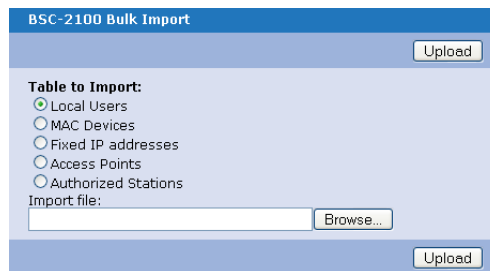 BSC-2100 Bulk Import
Upload
Table to Import:
Local Users
MAC Devices
Fixed IP addresses
Access Points
Authorized Stations
Import file:
Browse...
Upload